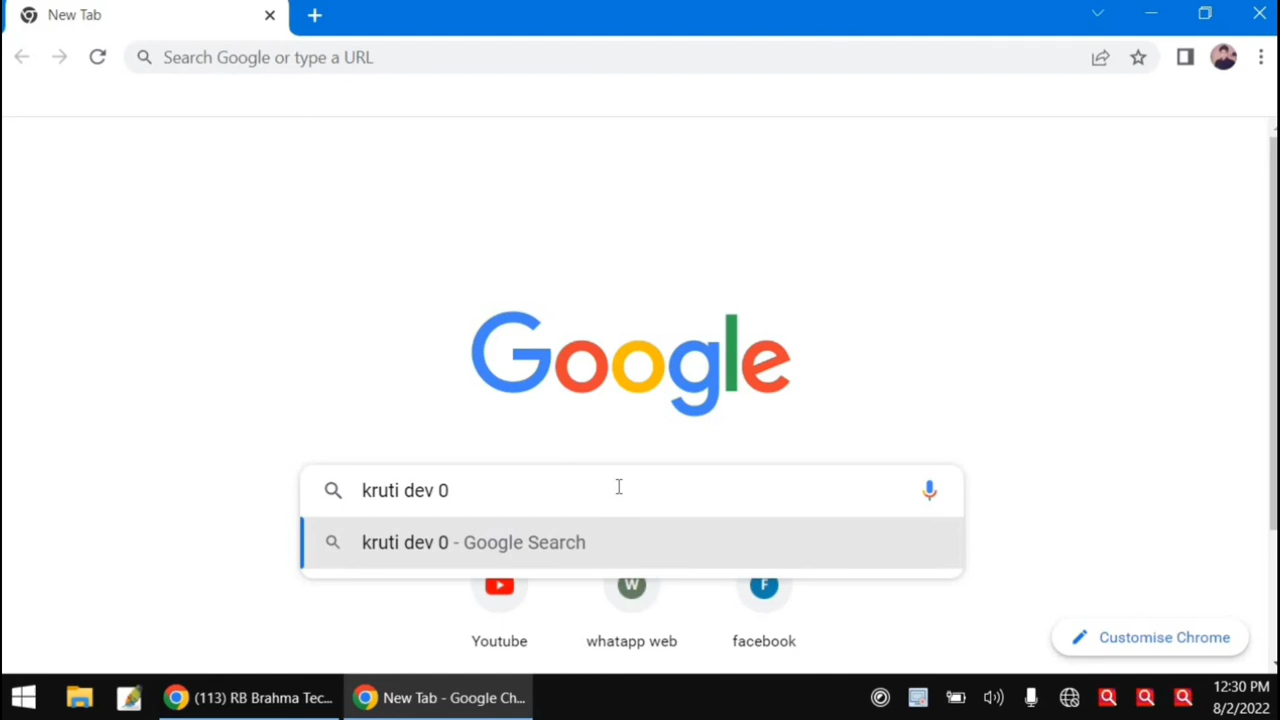 New Tab
Search Google or type a URL
Google
kruti dev 0
kruti dev 0 - Google Search
W
F
Youtube
whatapp web
facebook
Customise Chrome
(113) RB Brahma Tec...
New Tab - Google Ch...
12:30 PM
8/2/2022